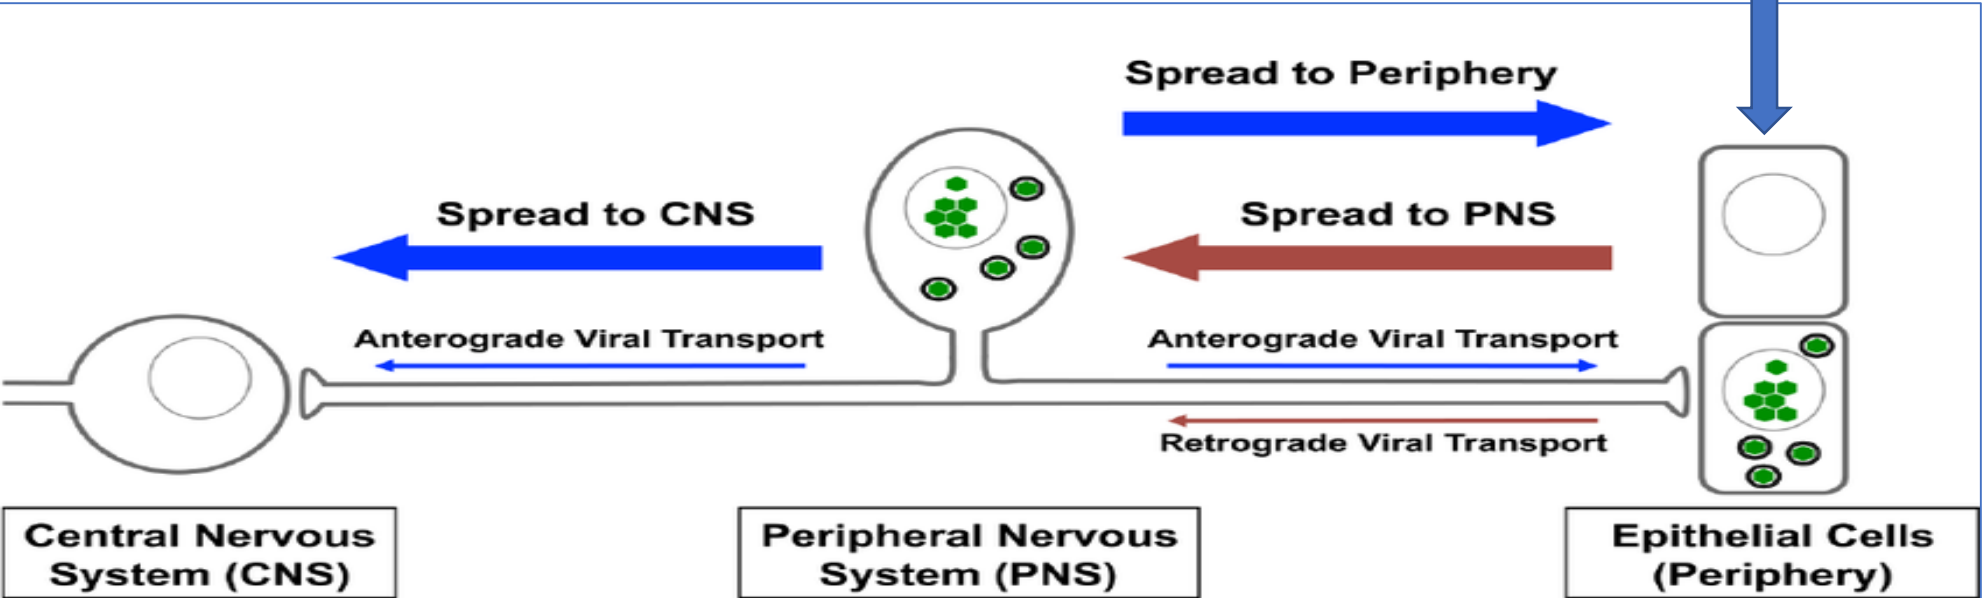 Spread to Periphery
Spread to CNS
Spread to PNS
Anterograde Viral Transport
Anterograde Viral Transport
Retrograde Viral Transport
Central Nervous
System (CNS)
Peripheral Nervous
System (PNS)
Epithelial Cells
(Periphery)